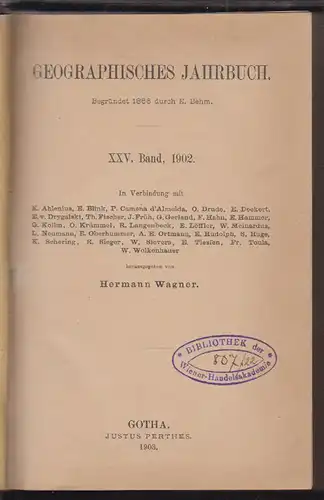 GEOGRAPHISCHES JAHRBUCH.
Begründet 1866 durch E. Behm.
XXV. Band, 1902.
In Verbindung mit
K. Ahlenius, E. Blink, P. Camena d'Almeida, O. Drude, E. Deckert,
E. v. Drygalski, Th. Fischer, J. Früh, G. Gerland, F. Hahn, E. Hammer,
G. Kollm, O. Krümmel, R. Langenbeck, E. Löffler, W. Meinardus,
L. Neumann, E. Oberhummer, A. E. Ortmann, E. Rudolph, S. Ruge,
K. Schering, R. Sieger, W. Sievers, E. Tiessen, Fr. Toula,
W. Wolkenhauer
herausgegeben von
Hermann Wagner.
BIBLIOTHEK der
Wiener-Handelsakademie
GOTHA.
JUSTUS PERTHES.
1903.